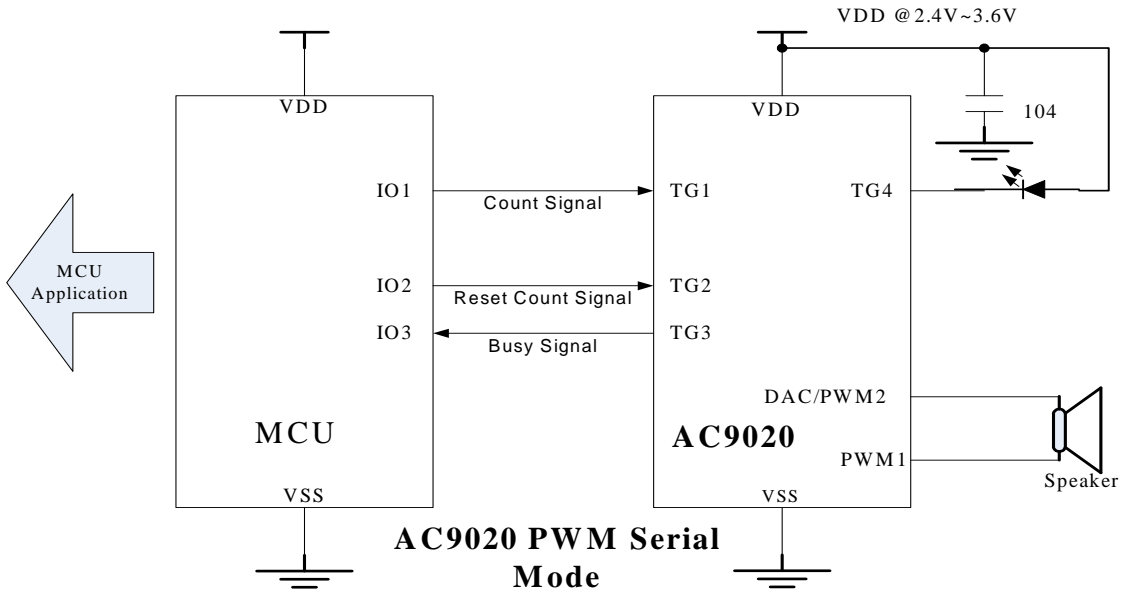 VDD @2.4V~3.6V
VDD
VDD
104
IO1
Count Signal
TG1
TG4
MCU
Application
IO2
Reset Count Signal
TG2
IO3
Busy Signal
TG3
DAC/PWM2
MCU
AC9020
PWM1
Speaker
VSS
VSS
AC9020 PWM Serial
Mode